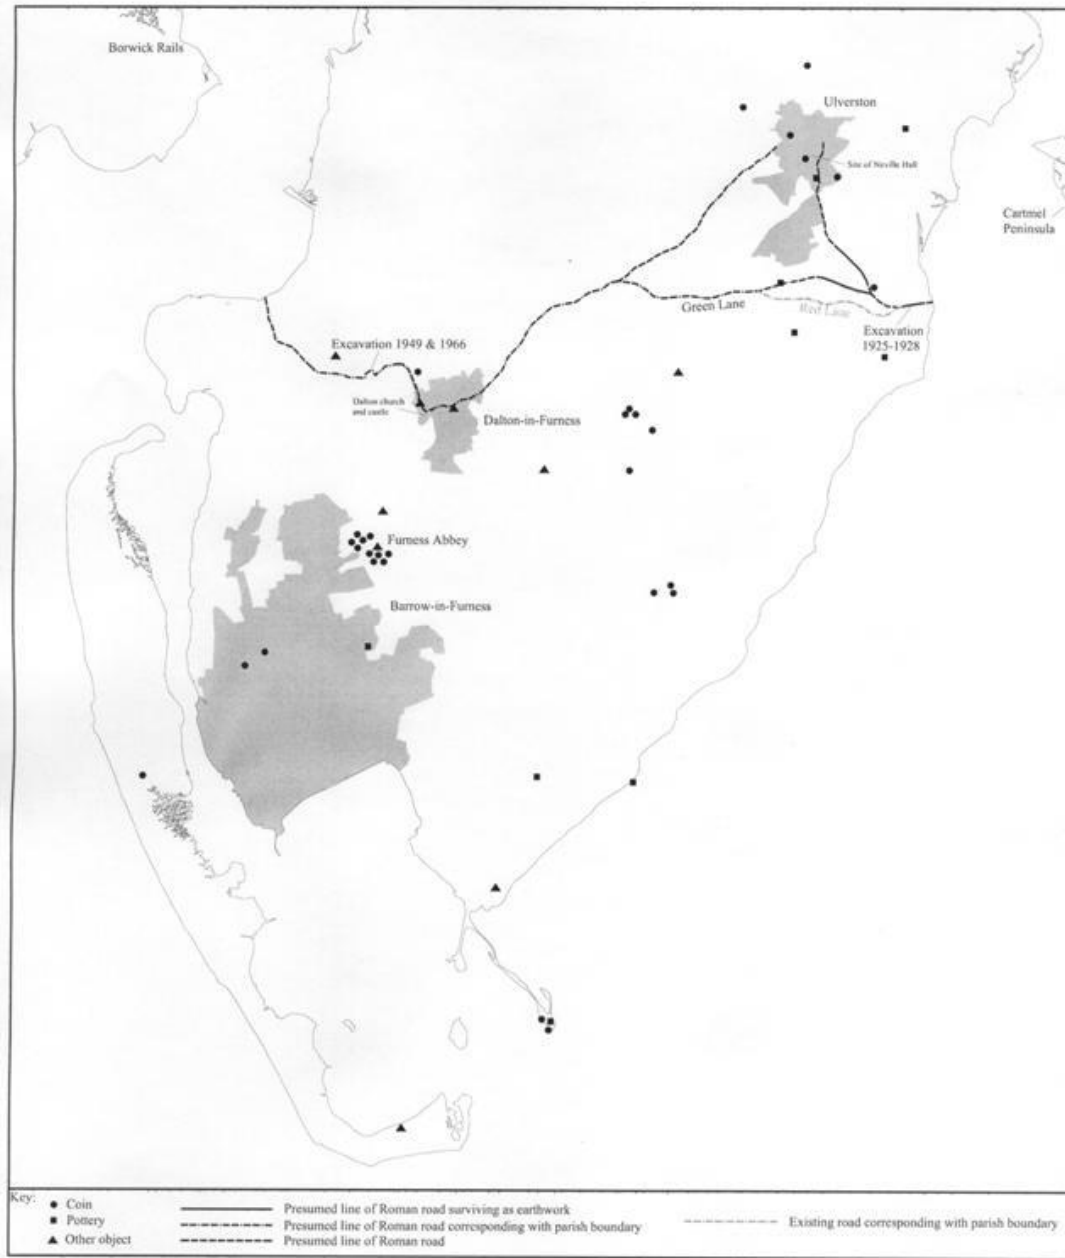 Borwick Rails
Ulverston
Site of Neville Hall
Cartmel
Peninsula
Green Lane
Red Lane
Excavation
1925-1928
Excavation 1949 & 1966
Dalton church
and castle
Dalton-in-Furness
Furness Abbey
Barrow-in-Furness
Key:
Coin
Pottery
Other object
Presumed line of Roman road surviving as earthwork
Presumed line of Roman road corresponding with parish boundary
Presumed line of Roman road
Existing road corresponding with parish boundary